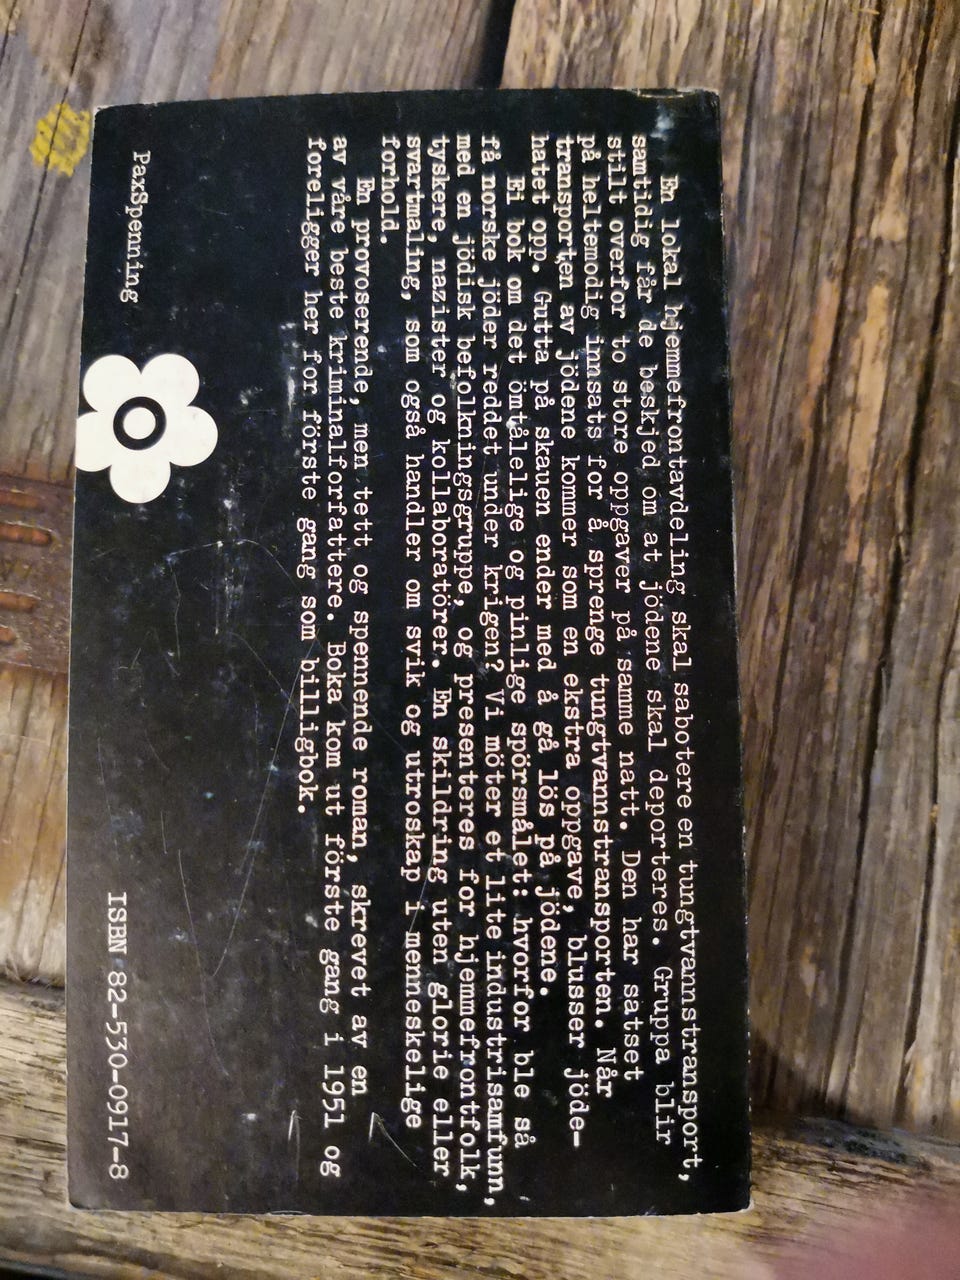 En lokal hjemmefrontavdeling skal sabotere en tungtvannstransport,
samtidig får de beskjed om at jödene skal deporteres. Gruppa blir
stilt overfor to store oppgaver på samme natt. Den har satset
på heltemodig innsats for å sprenge tungtvannstransporten. Når
transporten av jödene kommer som en ekstra oppgave, blusser jöde-
hatet opp. Gutta på skauen ender med å gå lös på jödene.
Ei bok om detömtålelige og pinlige spörsmålet: hvorfor ble så
få norske jöder reddet under krigen? Vi möter et lite industrisamfunn,
med en jödisk befolkningsgruppe, og presenteres for hjemmefrontfolk,
tyskere, nazister og kollaboratörer. En skildring uten glorie eller
svartmaling, som også handler om svik og utroskap i menneskelige
forhold.
En provoserende, men tett og spennende roman, skrevet av en
av våre beste kriminalforfattere. Boka kom ut förste gang i 1951 og
foreligger her for förste gang som billigbok.
PaxSpenning
ISBN 82-530-0917-8